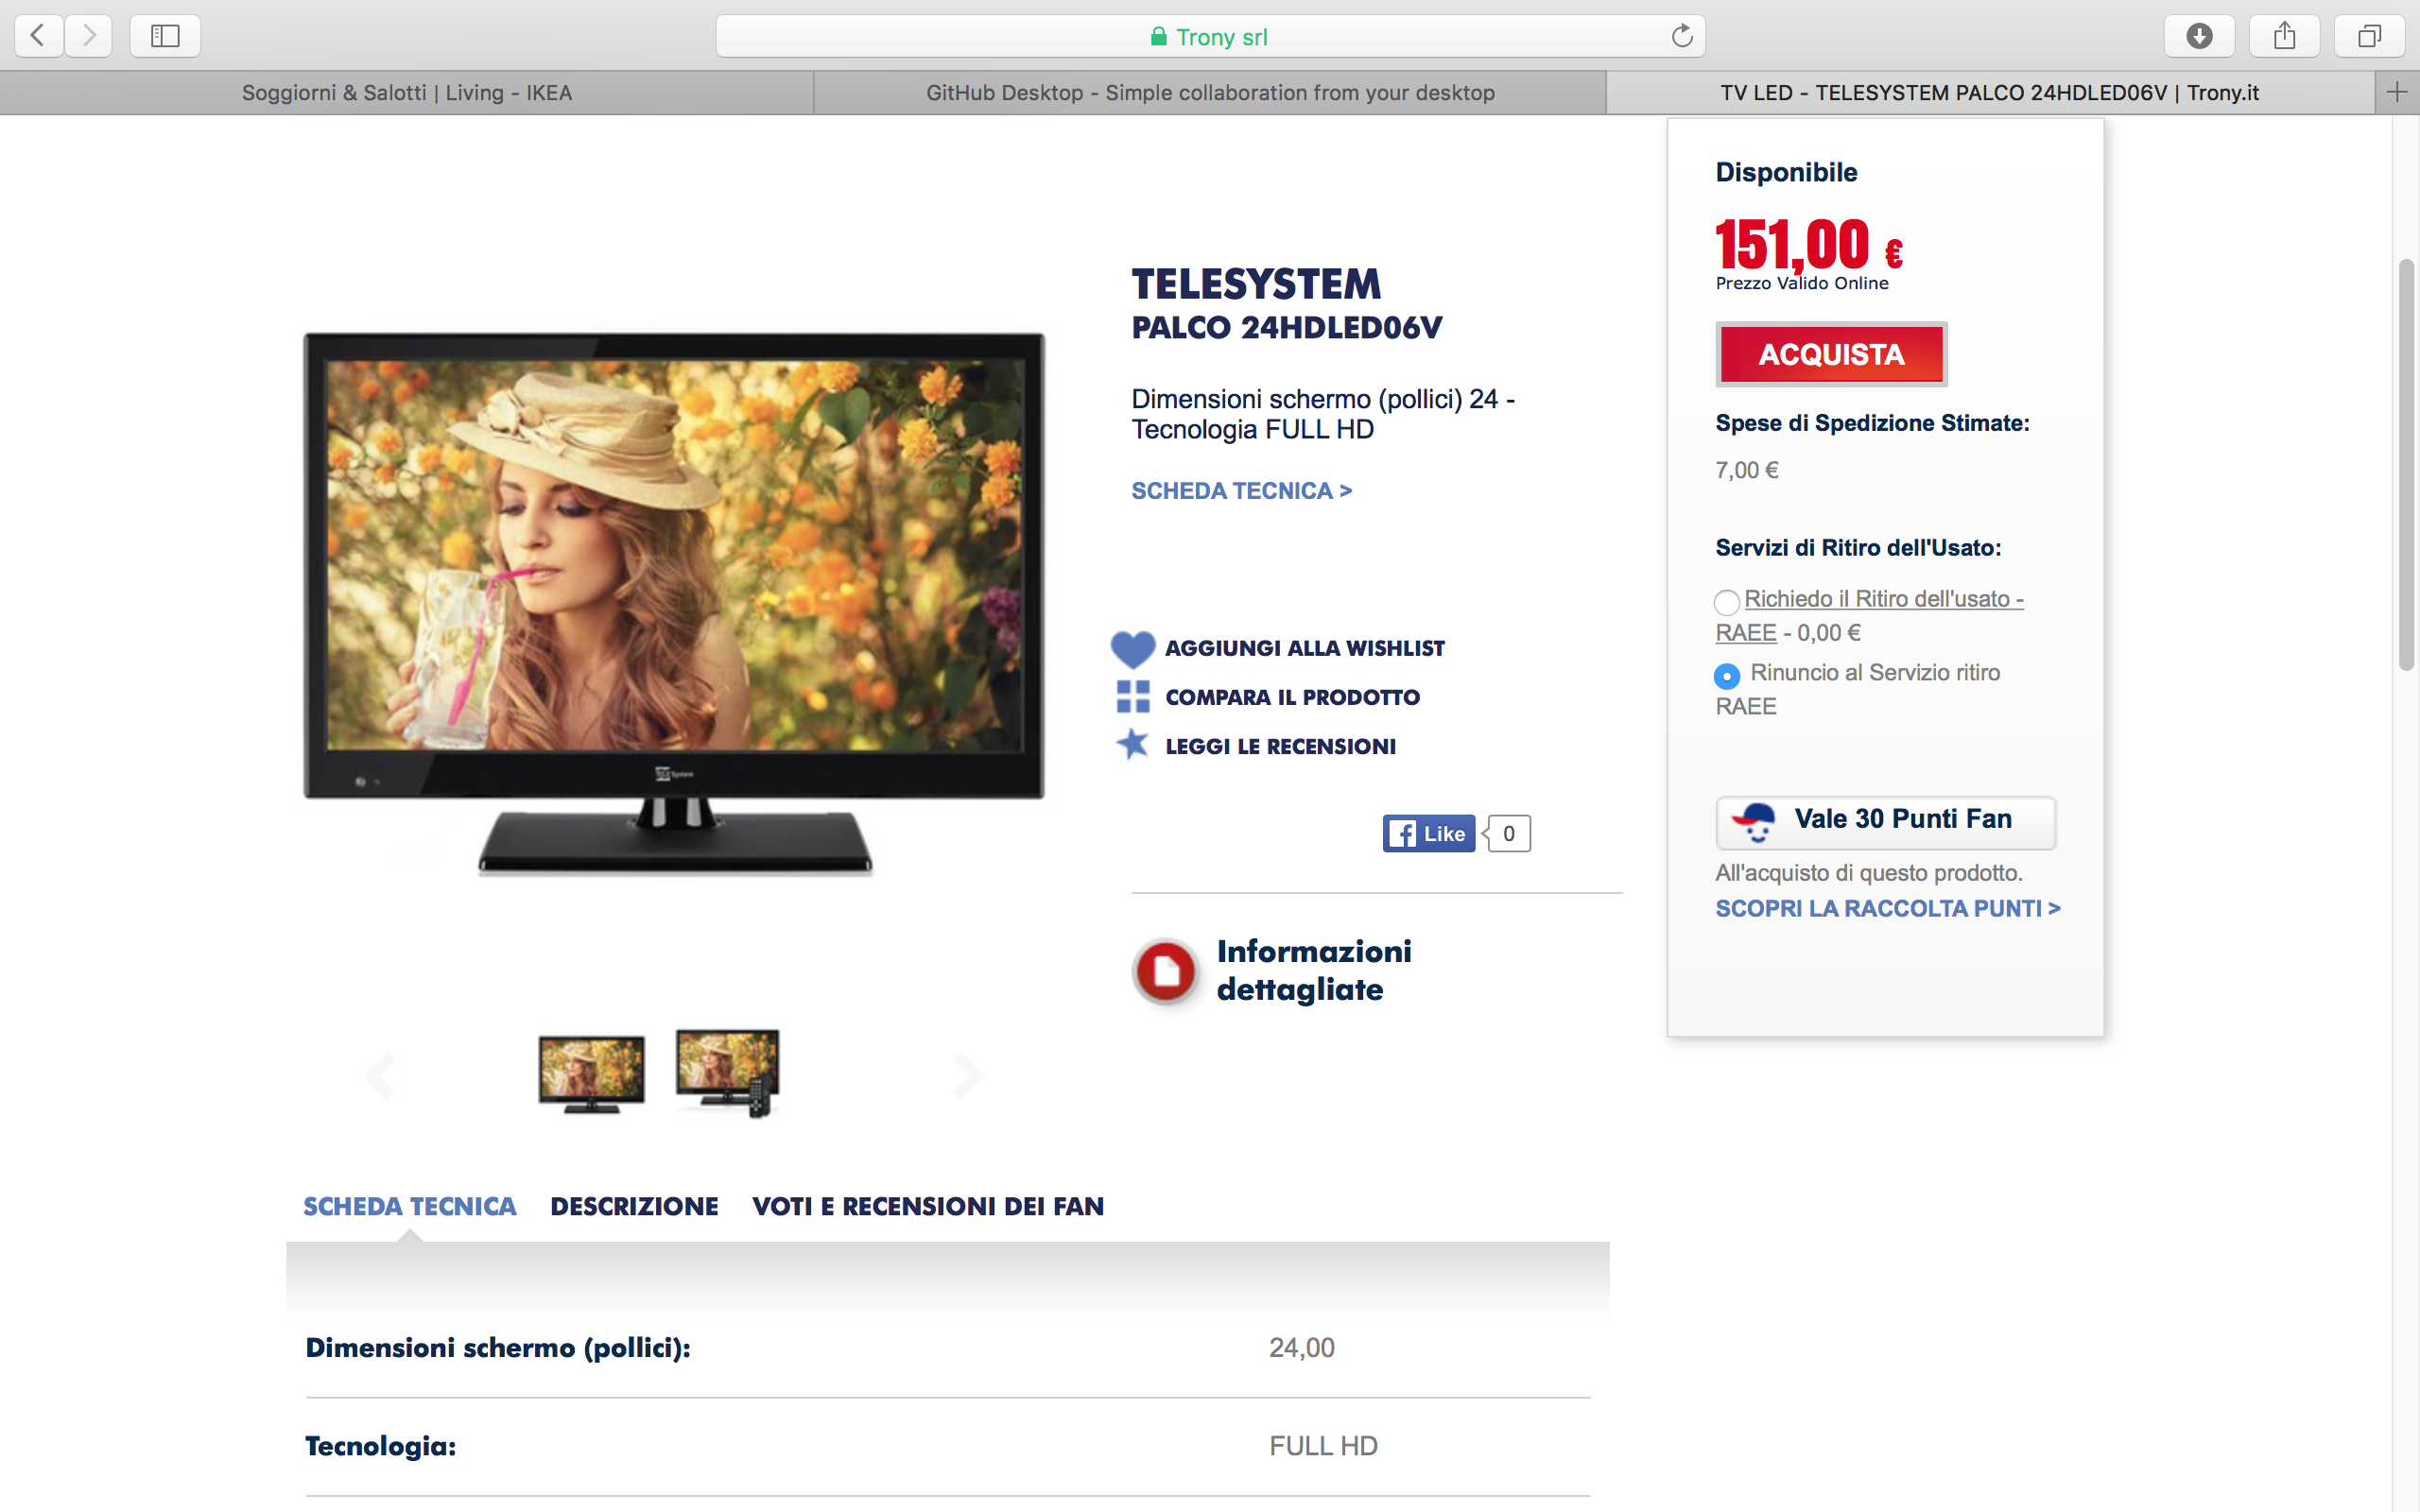 Trony srl
Soggiorni & Salotti | Living - IKEA
GitHub Desktop - Simple collaboration from your desktop
TV LED - TELESYSTEM PALCO 24HDLED06V | Trony.it
TELESYSTEM
PALCO 24HDLED06V
Dimensioni schermo (pollici) 24 -
Tecnologia FULL HD
SCHEDA TECNICA >
AGGIUNGI ALLA WISHLIST
COMPARA IL PRODOTTO
LEGGI LE RECENSIONI
Like 0
Informazioni
dettagliate
Disponibile
151,00 €
Prezzo Valido Online
ACQUISTA
Spese di Spedizione Stimate:
7,00 €
Servizi di Ritiro dell'Usato:
Richiedo il Ritiro dell'usato -
RAEE - 0,00 €
Rinuncio al Servizio ritiro
RAEE
Vale 30 Punti Fan
All'acquisto di questo prodotto.
SCOPRI LA RACCOLTA PUNTI >
SCHEDA TECNICA DESCRIZIONE VOTI E RECENSIONI DEI FAN
Dimensioni schermo (pollici): 24,00
Tecnologia: FULL HD